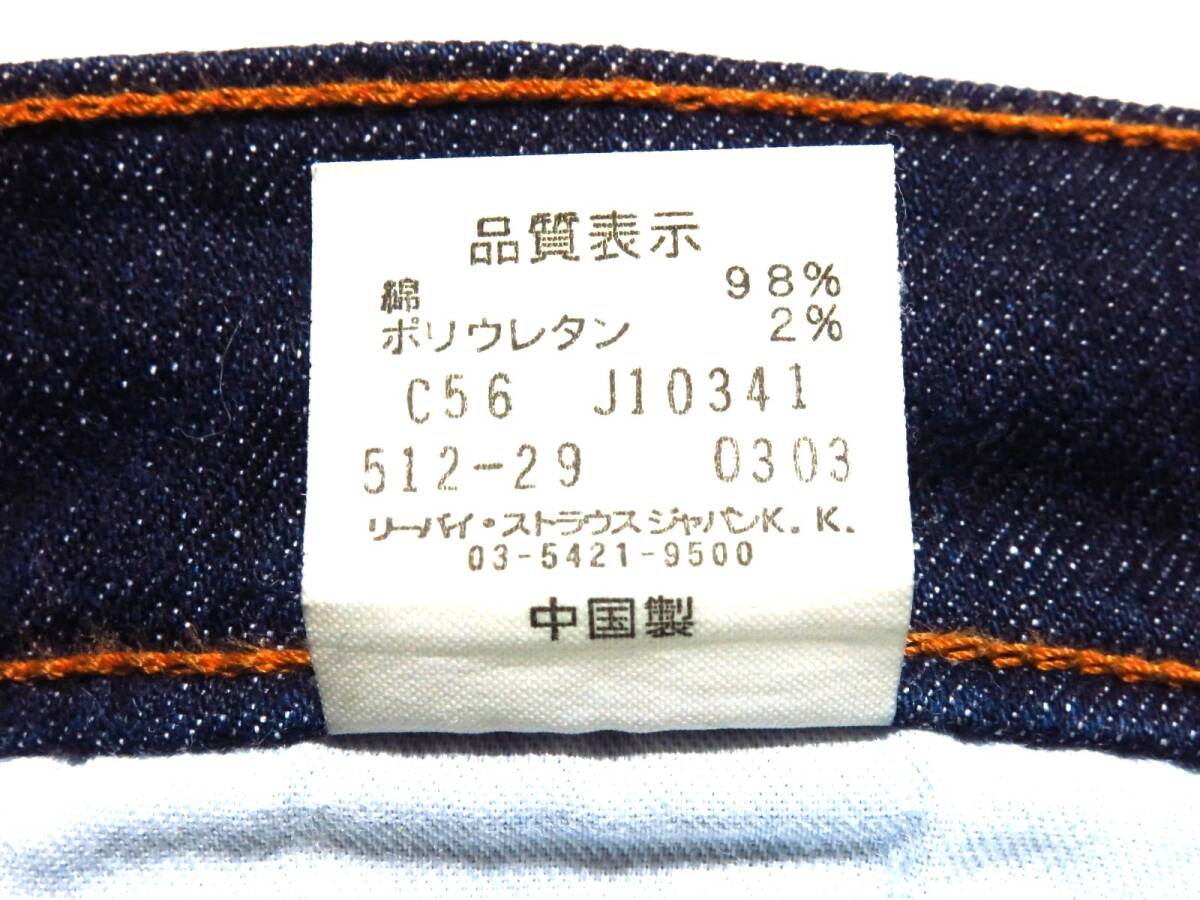 品質表示
綿 98%
ポリウレタン 2%
C56 J10341
512-29 0303
リーバイ・ストラウスジャパンK.K.
03-5421-9500
中国製